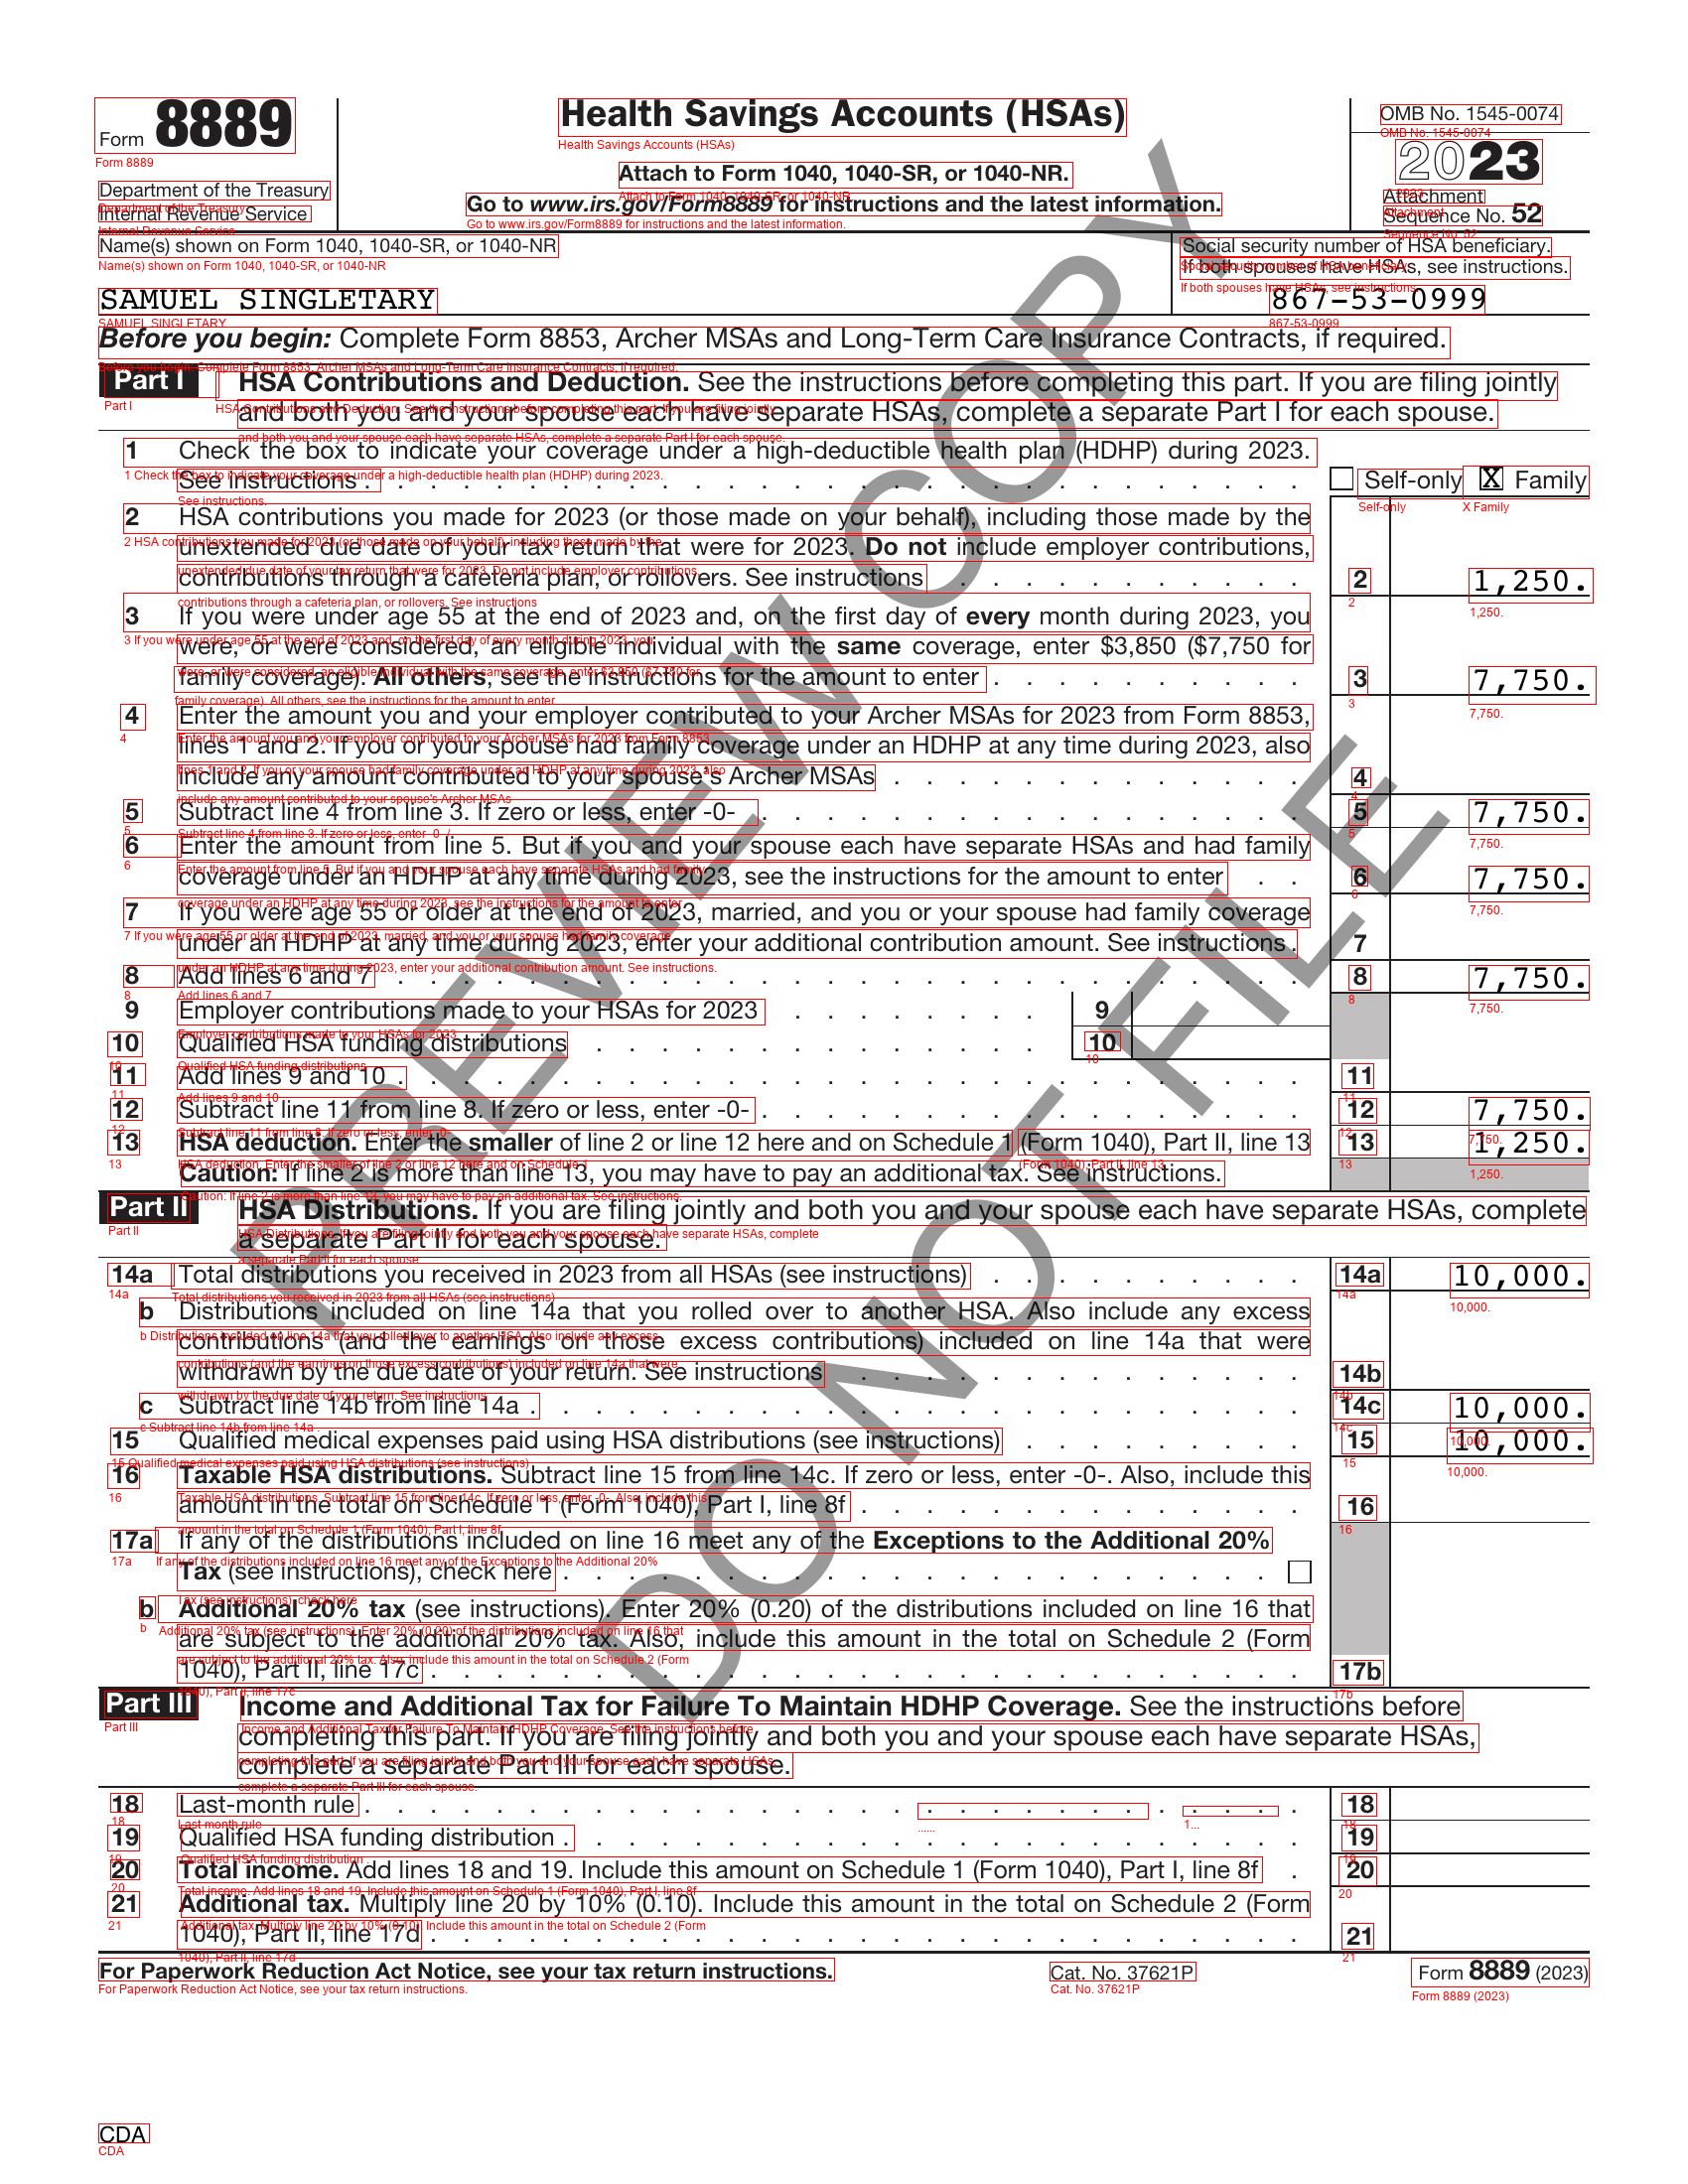 Form 8889
Health Savings Accounts (HSAs)
OMB No. 1545-0074
2023
Attach to Form 1040, 1040-SR, or 1040-NR.
Department of the Treasury
Internal Revenue Service
Go to www.irs.gov/Form8889 for instructions and the latest information.
Attachment
Sequence No. 52
Name(s) shown on Form 1040, 1040-SR, or 1040-NR
Social security number of HSA beneficiary.
If both spouses have HSAs, see instructions.
SAMUEL SINGLETARY
867-53-0999
Before you begin: Complete Form 8853, Archer MSAs and Long-Term Care Insurance Contracts, if required.
Part I HSA Contributions and Deduction. See the instructions before completing this part. If you are filing jointly
and both you and your spouse each have separate HSAs, complete a separate Part I for each spouse.
1 Check the box to indicate your coverage under a high-deductible health plan (HDHP) during 2023.
See instructions . Self-only X Family
2 HSA contributions you made for 2023 (or those made on your behalf), including those made by the
unextended due date of your tax return that were for 2023. Do not include employer contributions,
contributions through a cafeteria plan, or rollovers. See instructions 2 1,250.
3 If you were under age 55 at the end of 2023 and, on the first day of every month during 2023, you
were, or were considered, an eligible individual with the same coverage, enter $3,850 ($7,750 for
family coverage). All others, see the instructions for the amount to enter 3 7,750.
4 Enter the amount you and your employer contributed to your Archer MSAs for 2023 from Form 8853,
lines 1 and 2. If you or your spouse had family coverage under an HDHP at any time during 2023, also
include any amount contributed to your spouse's Archer MSAs 4
5 Subtract line 4 from line 3. If zero or less, enter -0- 5 7,750.
6 Enter the amount from line 5. But if you and your spouse each have separate HSAs and had family
coverage under an HDHP at any time during 2023, see the instructions for the amount to enter 6 7,750.
7 If you were age 55 or older at the end of 2023, married, and you or your spouse had family coverage
under an HDHP at any time during 2023, enter your additional contribution amount. See instructions . 7
8 Add lines 6 and 7 8 7,750.
9 Employer contributions made to your HSAs for 2023 9
10 Qualified HSA funding distributions 10
11 Add lines 9 and 10 . 11
12 Subtract line 11 from line 8. If zero or less, enter -0- 12 7,750.
13 HSA deduction. Enter the smaller of line 2 or line 12 here and on Schedule 1 (Form 1040), Part II, line 13 13 1,250.
Caution: If line 2 is more than line 13, you may have to pay an additional tax. See instructions.
Part II HSA Distributions. If you are filing jointly and both you and your spouse each have separate HSAs, complete
a separate Part II for each spouse.
14a Total distributions you received in 2023 from all HSAs (see instructions) 14a 10,000.
b Distributions included on line 14a that you rolled over to another HSA. Also include any excess
contributions (and the earnings on those excess contributions) included on line 14a that were
withdrawn by the due date of your return. See instructions 14b
c Subtract line 14b from line 14a . 14c 10,000.
15 Qualified medical expenses paid using HSA distributions (see instructions) 15 10,000.
16 Taxable HSA distributions. Subtract line 15 from line 14c. If zero or less, enter -0-. Also, include this
amount in the total on Schedule 1 (Form 1040), Part I, line 8f 16
17a If any of the distributions included on line 16 meet any of the Exceptions to the Additional 20%
Tax (see instructions), check here
b Additional 20% tax (see instructions). Enter 20% (0.20) of the distributions included on line 16 that
are subject to the additional 20% tax. Also, include this amount in the total on Schedule 2 (Form
1040), Part II, line 17c 17b
Part III Income and Additional Tax for Failure To Maintain HDHP Coverage. See the instructions before
completing this part. If you are filing jointly and both you and your spouse each have separate HSAs,
complete a separate Part III for each spouse.
18 Last-month rule 18
19 Qualified HSA funding distribution . 19
20 Total income. Add lines 18 and 19. Include this amount on Schedule 1 (Form 1040), Part I, line 8f 20
21 Additional tax. Multiply line 20 by 10% (0.10). Include this amount in the total on Schedule 2 (Form
1040), Part II, line 17d 21
For Paperwork Reduction Act Notice, see your tax return instructions. Cat. No. 37621P Form 8889 (2023)
CDA
PREVIEW COPY
DO NOT FILE